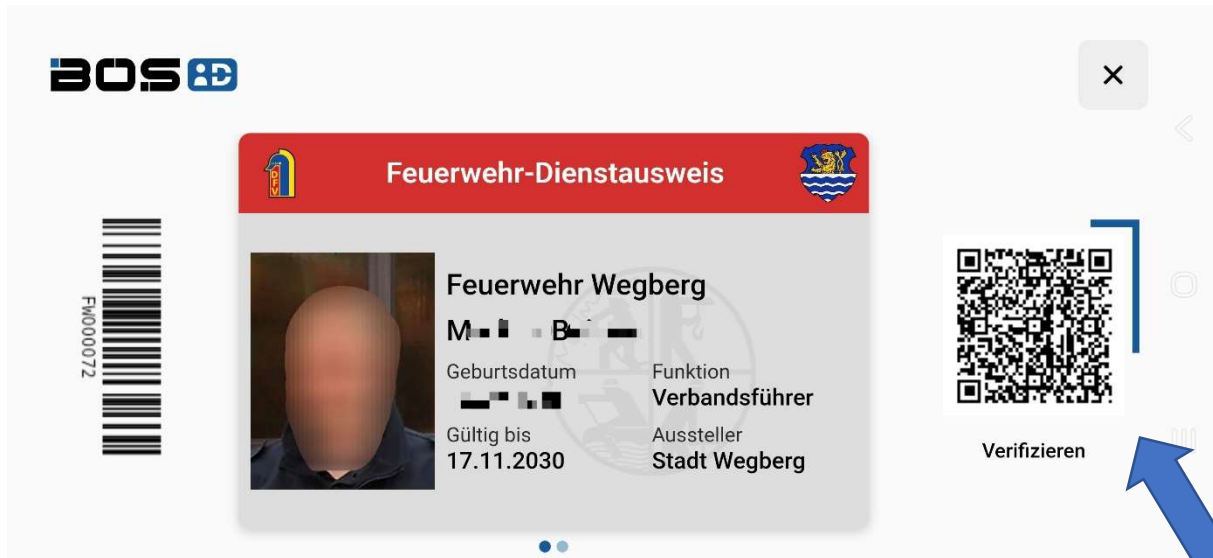 BOS ID
Feuerwehr-Dienstausweis
DFV
FW000072
Feuerwehr Wegberg
Geburtsdatum
Funktion
Verbandsführer
Gültig bis
17.11.2030
Aussteller
Stadt Wegberg
Verifizieren